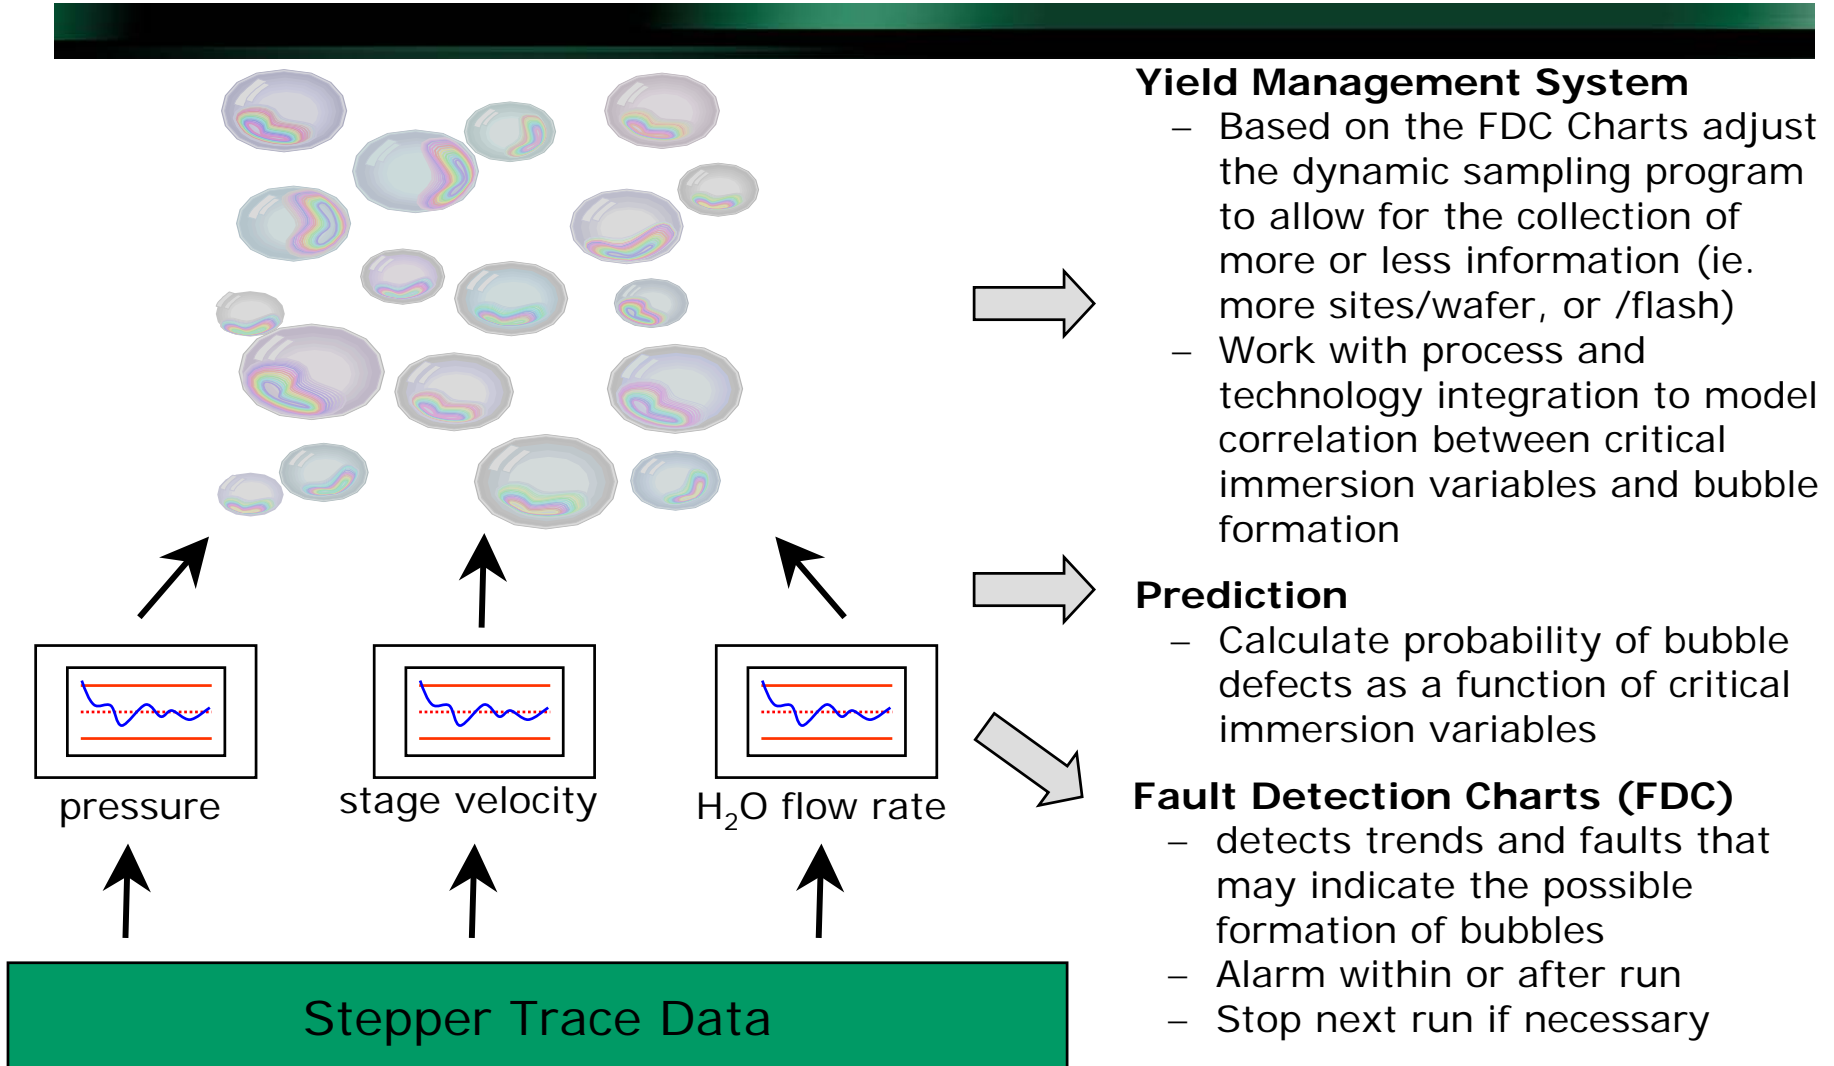 Yield Management System
– Based on the FDC Charts adjust
the dynamic sampling program
to allow for the collection of
more or less information (ie.
more sites/wafer, or /flash)
– Work with process and
technology integration to model
correlation between critical
immersion variables and bubble
formation
Prediction
– Calculate probability of bubble
defects as a function of critical
immersion variables
Fault Detection Charts (FDC)
– detects trends and faults that
may indicate the possible
formation of bubbles
– Alarm within or after run
– Stop next run if necessary
pressure
stage velocity
H₂O flow rate
Stepper Trace Data